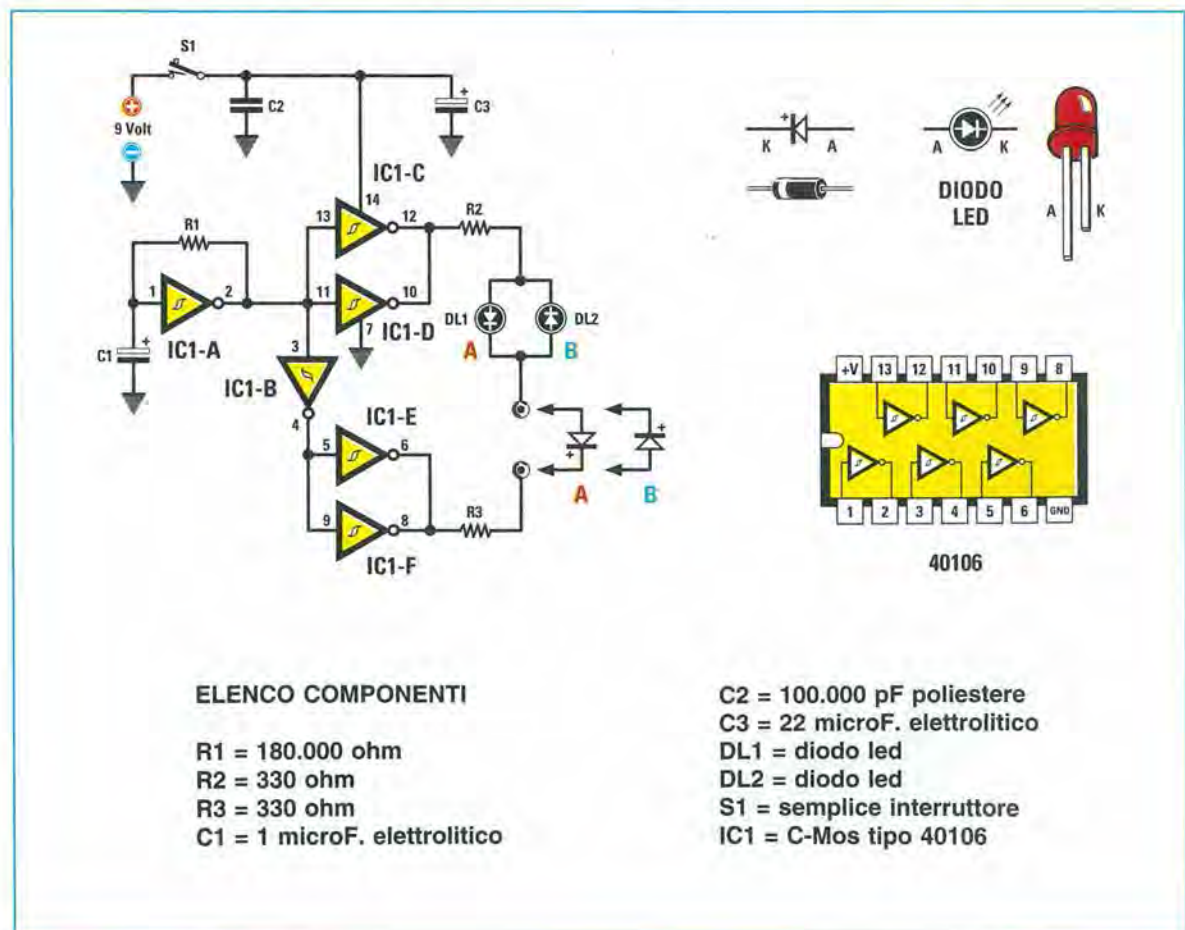 S1
C2
+
C3
9 Volt
IC1-C
14
13
12
R1
R2
1
2
11
10
7
+
C1
IC1-A
IC1-D
3
IC1-B
4
DL1
DL2
A
B
IC1-E
5
6
9
8
R3
IC1-F
+
+
A
B
+
K
A
A
K
DIODO
LED
A
K
+V
13
12
11
10
9
8
1
2
3
4
5
6
GND
40106
ELENCO COMPONENTI
R1 = 180.000 ohm
R2 = 330 ohm
R3 = 330 ohm
C1 = 1 microF. elettrolitico
C2 = 100.000 pF poliestere
C3 = 22 microF. elettrolitico
DL1 = diodo led
DL2 = diodo led
S1 = semplice interruttore
IC1 = C-Mos tipo 40106